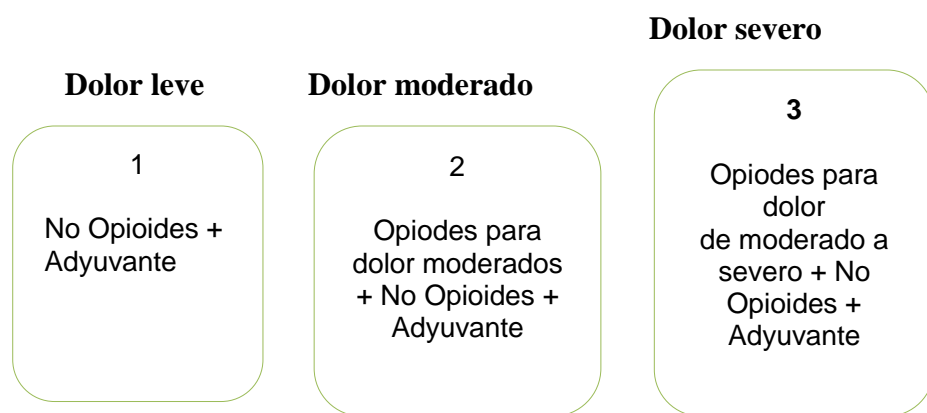 Dolor leve
1
No Opioides +
Adyuvante
Dolor moderado
2
Opiodes para
dolor moderados
+ No Opioides +
Adyuvante
Dolor severo
3
Opiodes para
dolor
de moderado a
severo + No
Opioides +
Adyuvante